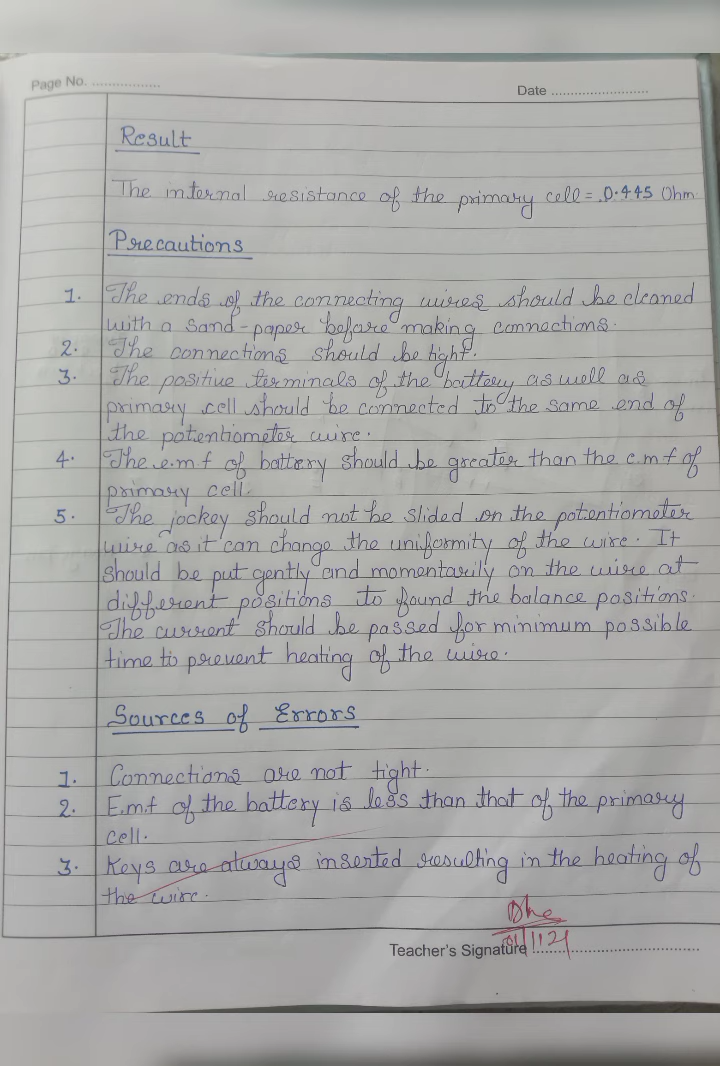 Page No. ................
Date ........................
Result
The internal resistance of the primary cell = 0.445 Ohm.
Precautions
1. The ends of the connecting wires should be cleaned
with a sand-paper before making connections.
2. The connections should be tight.
3. The positive terminals of the battery as well as
primary cell should be connected to the same end of
the potentiometer wire.
4. The e.m.f of battery should be greater than the e.m.f of
primary cell.
5. The jockey should not be slided on the potentiometer
wire as it can change the uniformity of the wire. It
should be put gently and momentarily on the wire at
different positions to found the balance positions.
The current should be passed for minimum possible
time to prevent heating of the wire.
Sources of Errors
1. Connections are not tight.
2. E.m.f of the battery is less than that of the primary
cell.
3. Keys are always inserted resulting in the heating of
the wire.
Teacher's Signature ................................